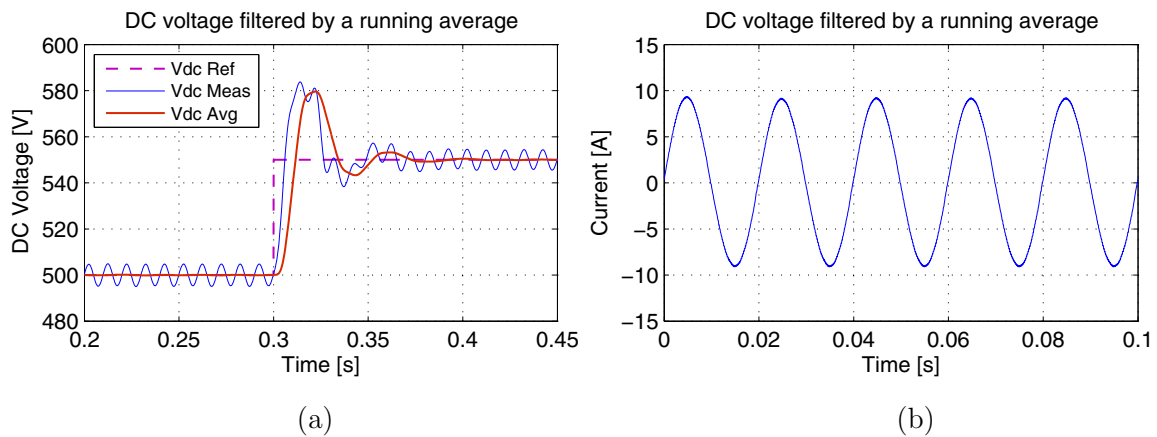 DC voltage filtered by a running average
600
580
560
540
520
500
480
DC Voltage [V]
Vdc Ref
Vdc Meas
Vdc Avg
0.2
0.25
0.3
0.35
0.4
0.45
Time [s]
(a)
DC voltage filtered by a running average
15
10
5
0
−5
−10
−15
Current [A]
0
0.02
0.04
0.06
0.08
0.1
Time [s]
(b)